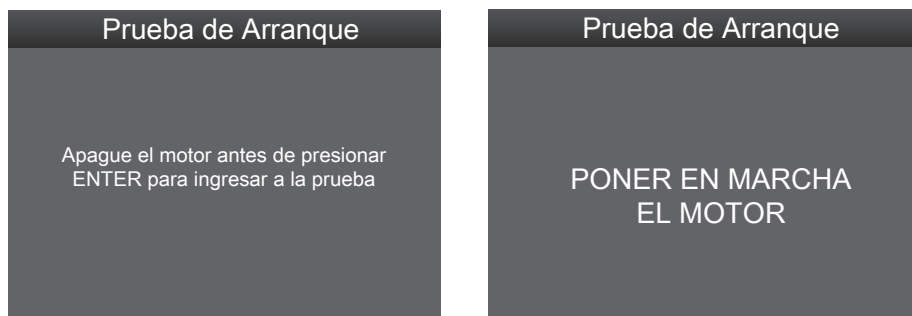 Prueba de Arranque
Apague el motor antes de presionar
ENTER para ingresar a la prueba
Prueba de Arranque
PONER EN MARCHA
EL MOTOR